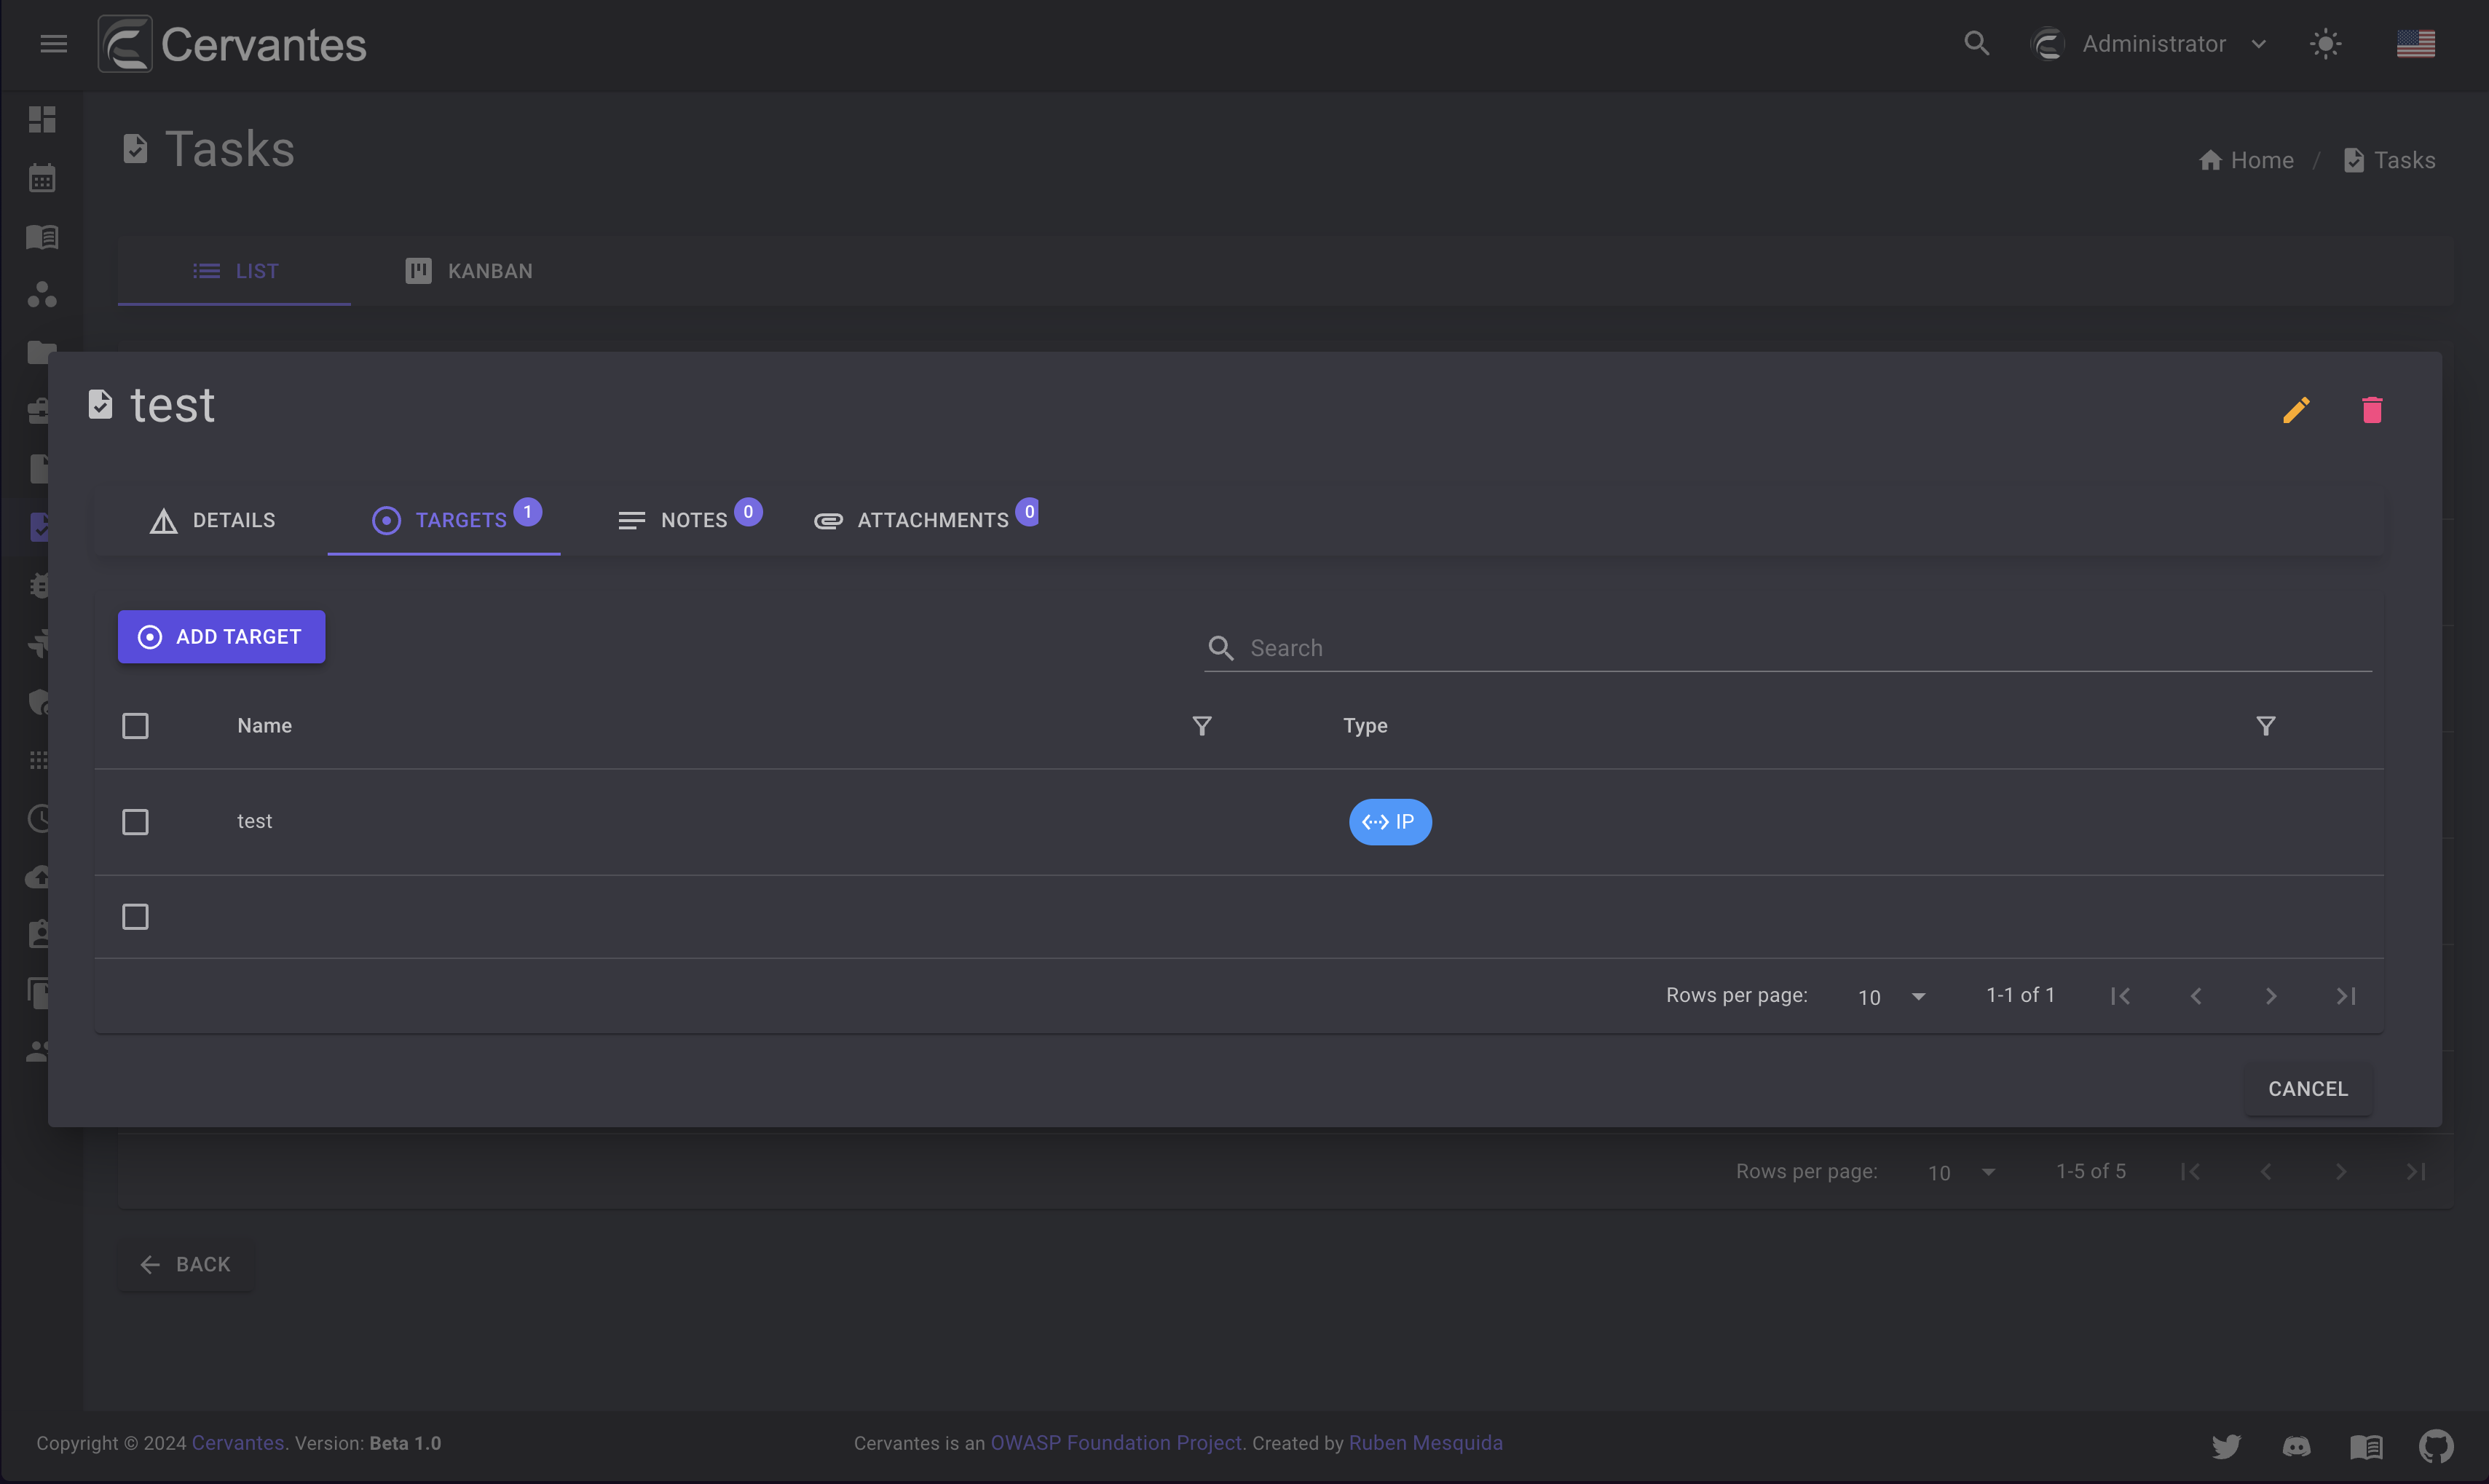 Cervantes
Administrator
Tasks
Home / Tasks
LIST
KANBAN
test
DETAILS
TARGETS 1
NOTES 0
ATTACHMENTS 0
ADD TARGET
Search
Name
Type
test
IP
Rows per page: 10 1-1 of 1
CANCEL
Rows per page: 10 1-5 of 5
BACK
Copyright © 2024 Cervantes. Version: Beta 1.0
Cervantes is an OWASP Foundation Project. Created by Ruben Mesquida